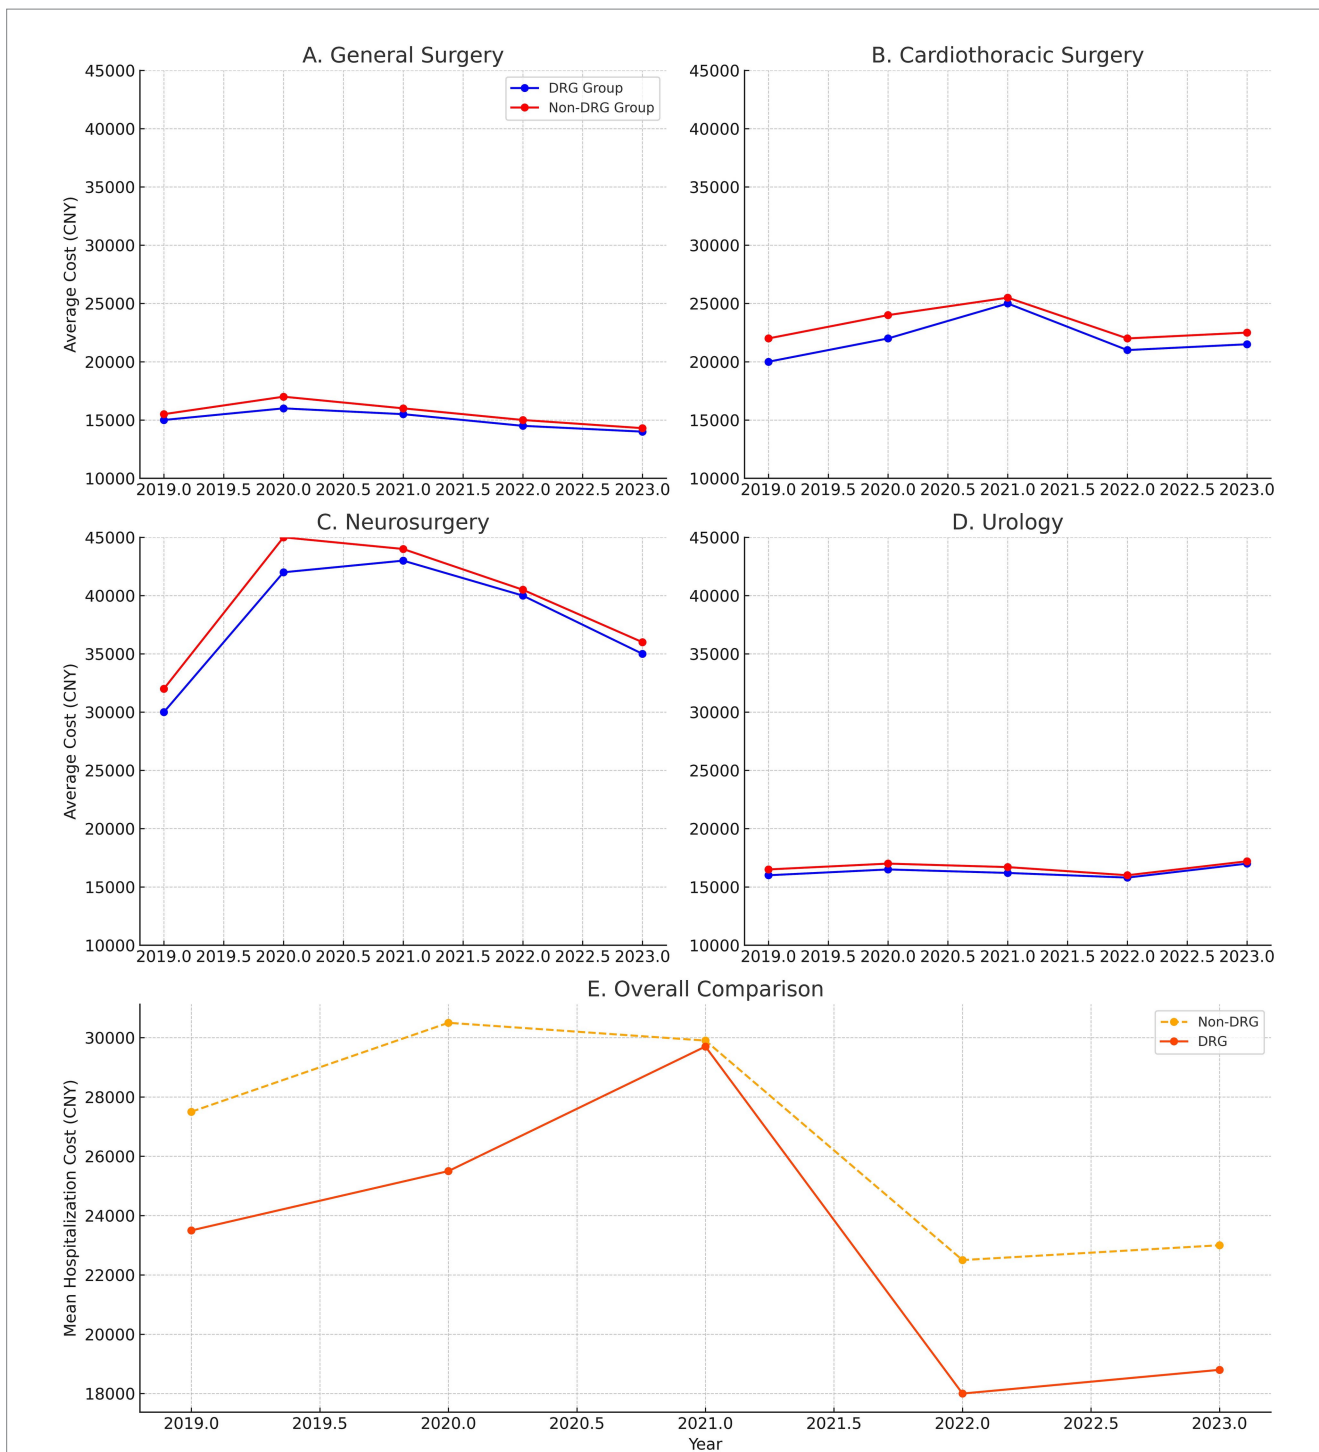 A. General Surgery
45000
40000
35000
30000
25000
20000
15000
10000
Average Cost (CNY)
DRG Group
Non-DRG Group
2019.0 2019.5 2020.0 2020.5 2021.0 2021.5 2022.0 2022.5 2023.0
B. Cardiothoracic Surgery
45000
40000
35000
30000
25000
20000
15000
10000
2019.0 2019.5 2020.0 2020.5 2021.0 2021.5 2022.0 2022.5 2023.0
C. Neurosurgery
45000
40000
35000
30000
25000
20000
15000
10000
Average Cost (CNY)
2019.0 2019.5 2020.0 2020.5 2021.0 2021.5 2022.0 2022.5 2023.0
D. Urology
45000
40000
35000
30000
25000
20000
15000
10000
2019.0 2019.5 2020.0 2020.5 2021.0 2021.5 2022.0 2022.5 2023.0
E. Overall Comparison
30000
28000
26000
24000
22000
20000
18000
Mean Hospitalization Cost (CNY)
Non-DRG
DRG
2019.0 2019.5 2020.0 2020.5 2021.0 2021.5 2022.0 2022.5 2023.0
Year